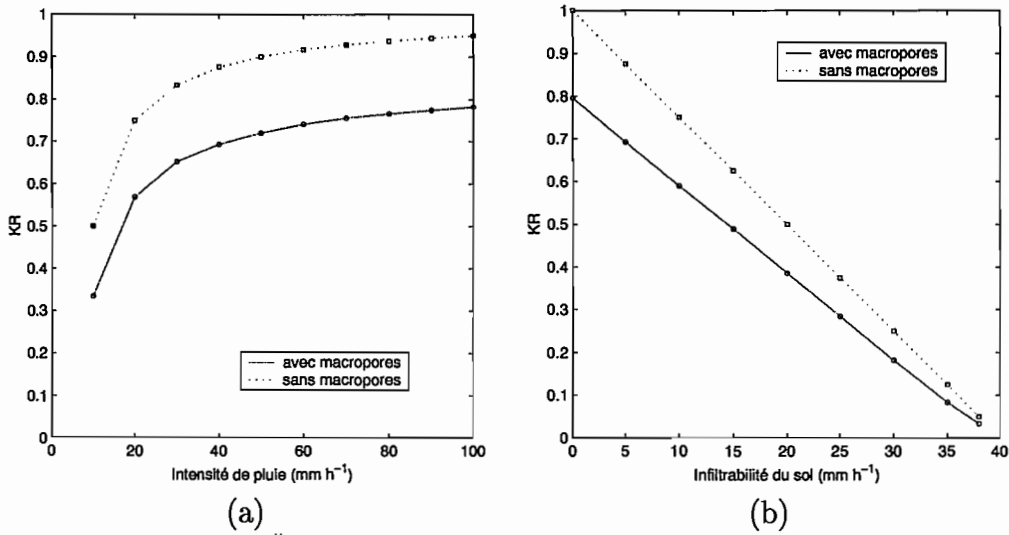 1
0.9
0.8
0.7
0.6
0.5
0.4
0.3
0.2
0.1
0
KR
avec macropores
sans macropores
0 20 40 60 80 100
Intensité de pluie (mm h⁻¹)
(a)
1
0.9
0.8
0.7
0.6
0.5
0.4
0.3
0.2
0.1
0
KR
avec macropores
sans macropores
0 5 10 15 20 25 30 35 40
Infiltrabilité du sol (mm h⁻¹)
(b)